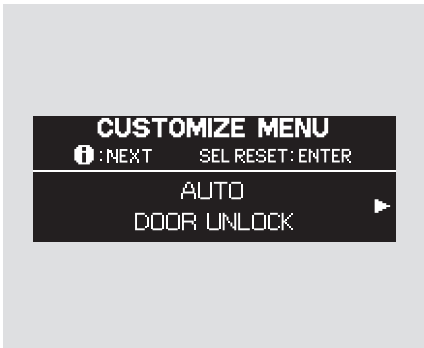 CUSTOMIZE MENU
i :NEXT SEL RESET:ENTER
AUTO
DOOR UNLOCK